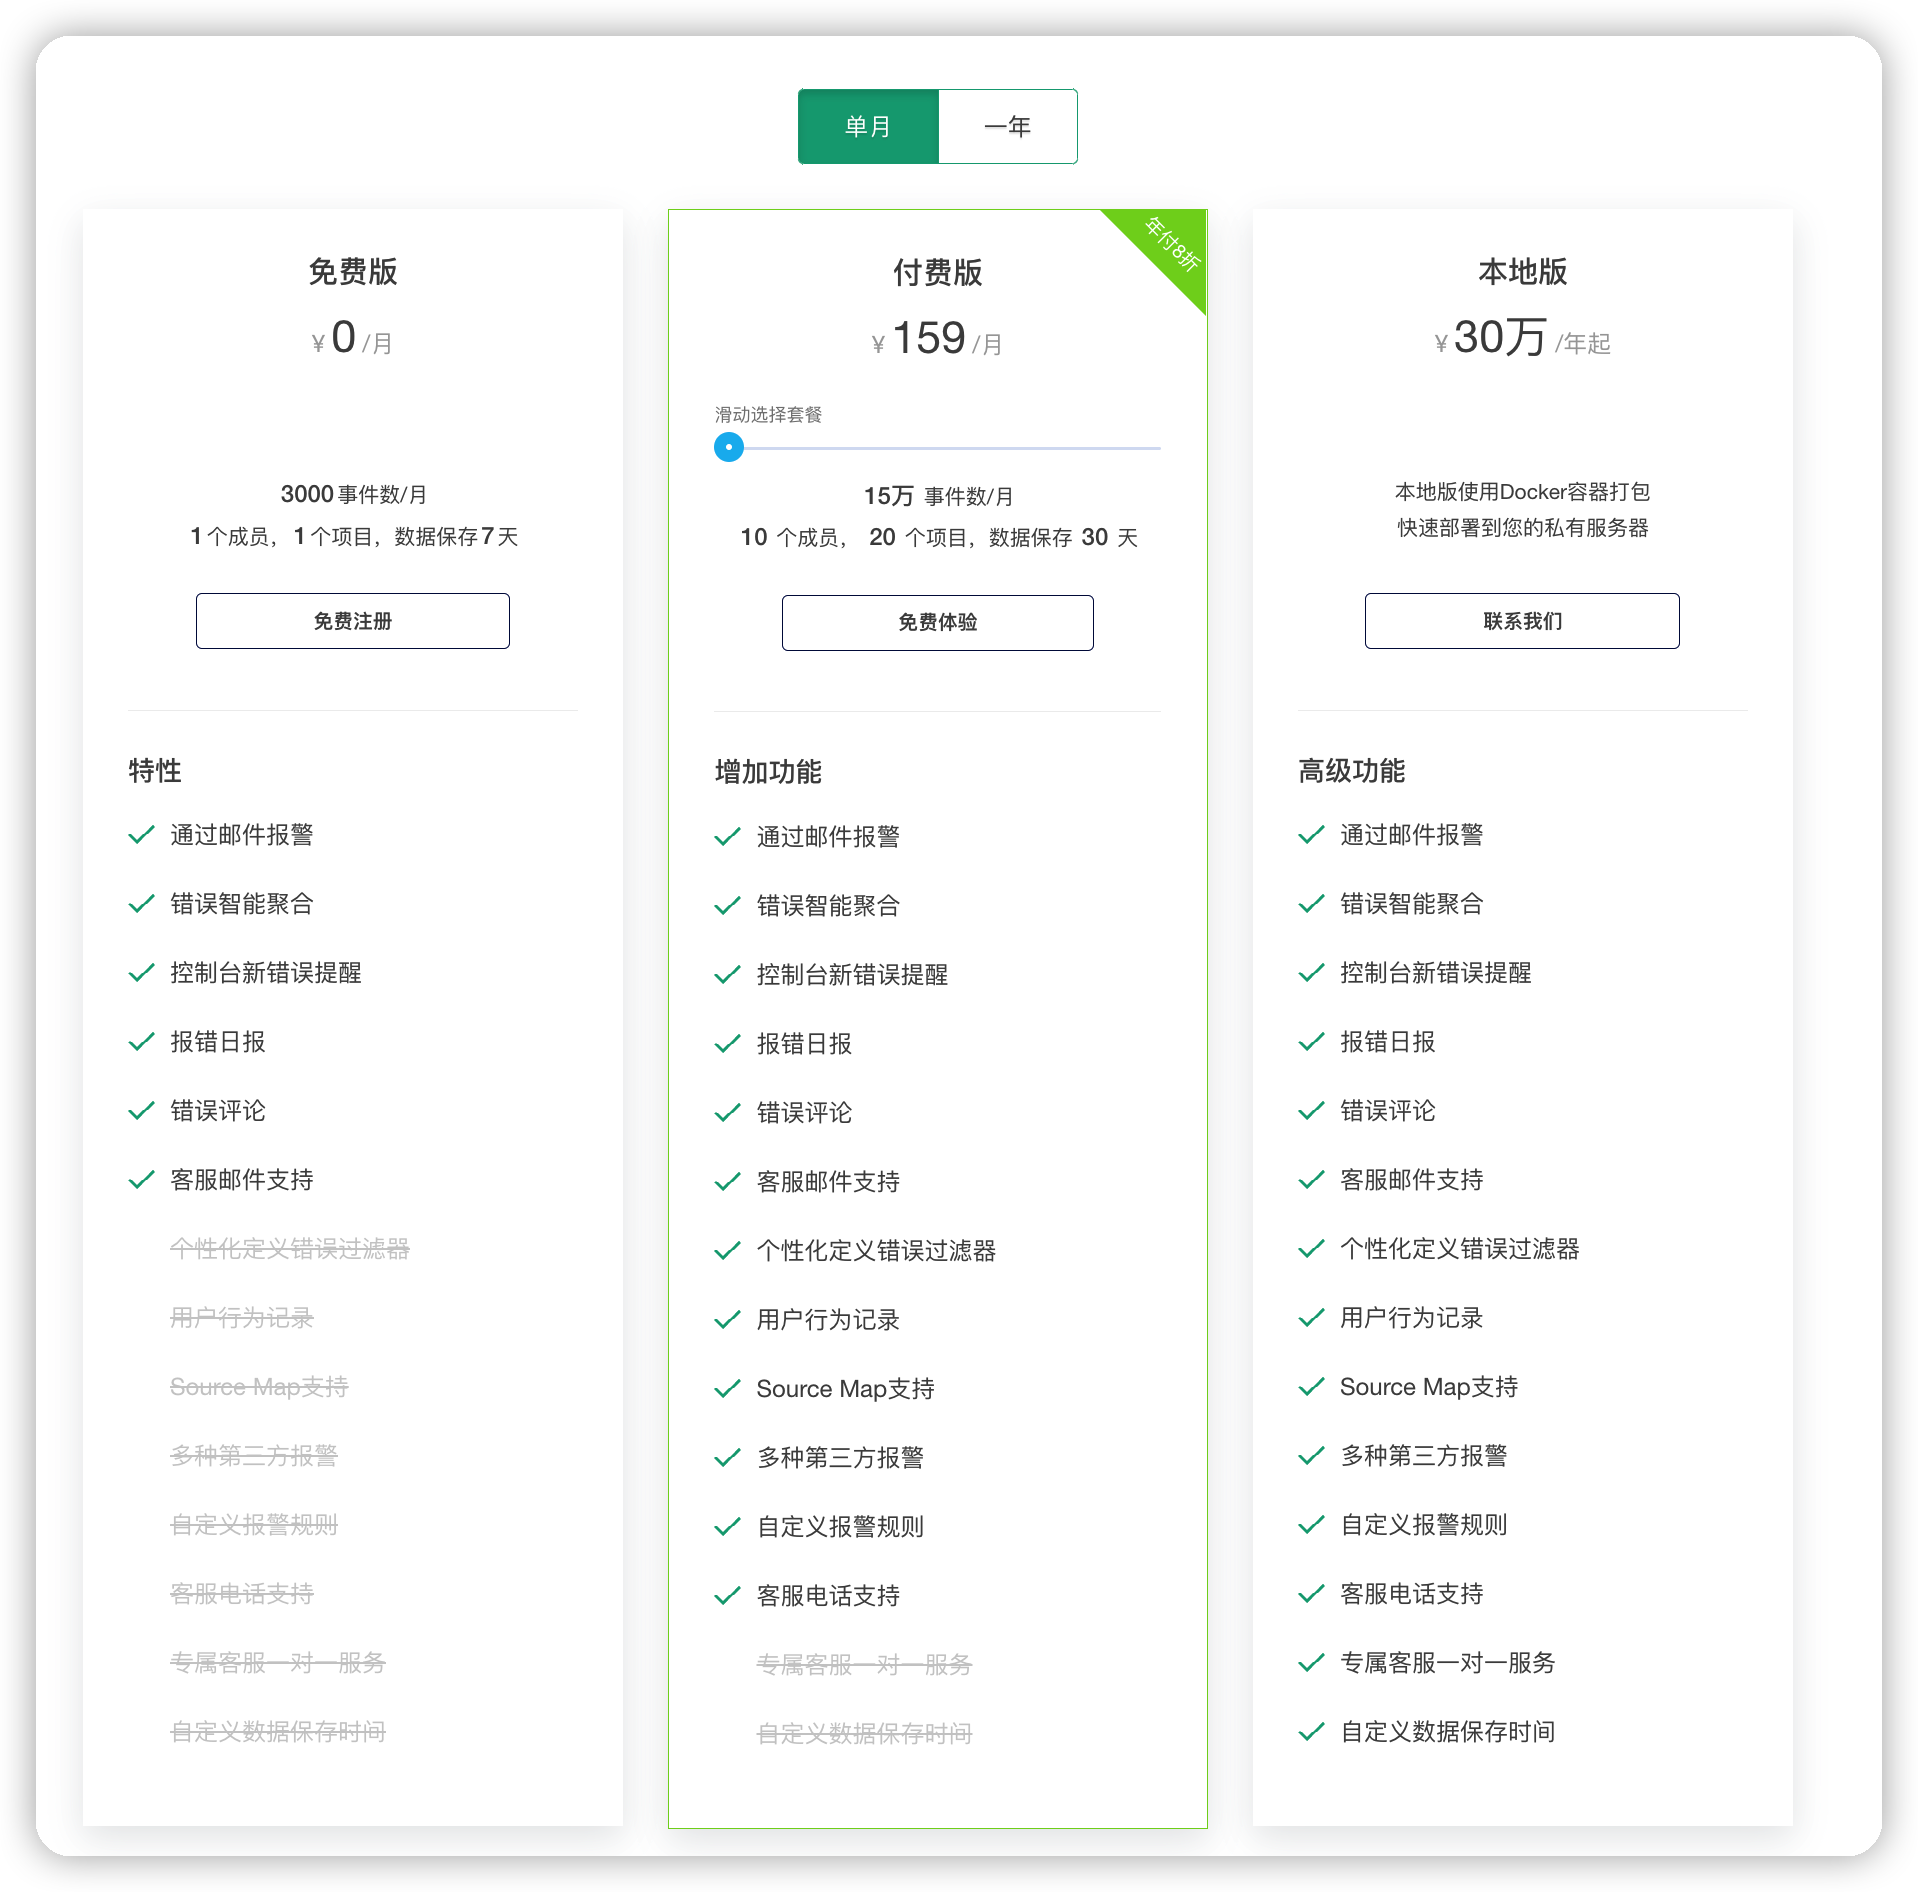 单月
一年
免费版
¥ 0 /月
3000 事件数/月
1 个成员，1 个项目，数据保存 7 天
免费注册
特性
通过邮件报警
错误智能聚合
控制台新错误提醒
报错日报
错误评论
客服邮件支持
个性化定义错误过滤器
用户行为记录
Source Map支持
多种第三方报警
自定义报警规则
客服电话支持
专属客服一对一服务
自定义数据保存时间
年付8折
付费版
¥ 159 /月
滑动选择套餐
15万 事件数/月
10 个成员， 20 个项目，数据保存 30 天
免费体验
增加功能
通过邮件报警
错误智能聚合
控制台新错误提醒
报错日报
错误评论
客服邮件支持
个性化定义错误过滤器
用户行为记录
Source Map支持
多种第三方报警
自定义报警规则
客服电话支持
专属客服一对一服务
自定义数据保存时间
本地版
¥ 30万 /年起
本地版使用Docker容器打包
快速部署到您的私有服务器
联系我们
高级功能
通过邮件报警
错误智能聚合
控制台新错误提醒
报错日报
错误评论
客服邮件支持
个性化定义错误过滤器
用户行为记录
Source Map支持
多种第三方报警
自定义报警规则
客服电话支持
专属客服一对一服务
自定义数据保存时间